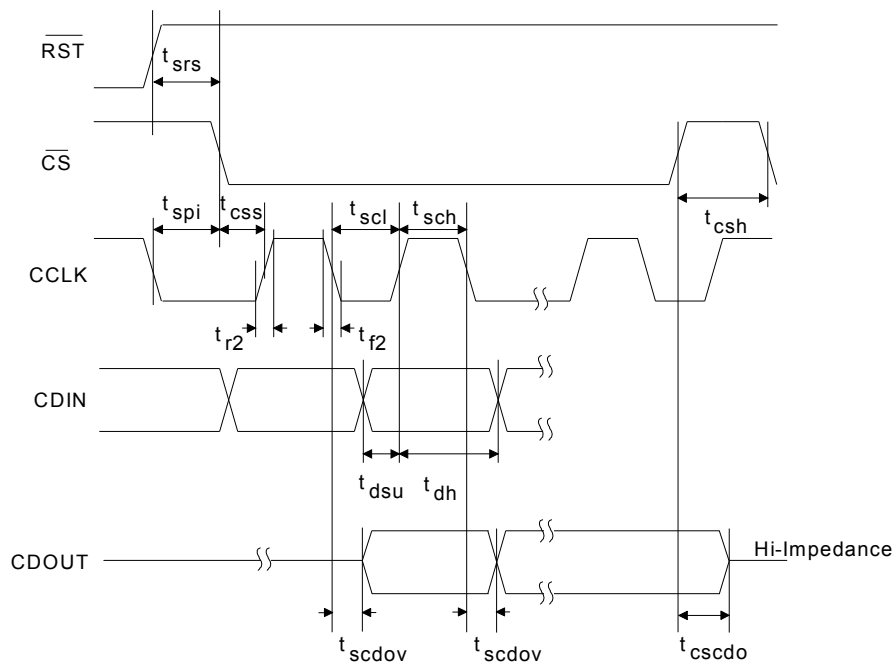 RST
t srs
CS
t spi
t css
t scl
t sch
t csh
CCLK
t r2
t f2
CDIN
t dsu
t dh
CDOUT
Hi-Impedance
t scdov
t scdov
t cscdo